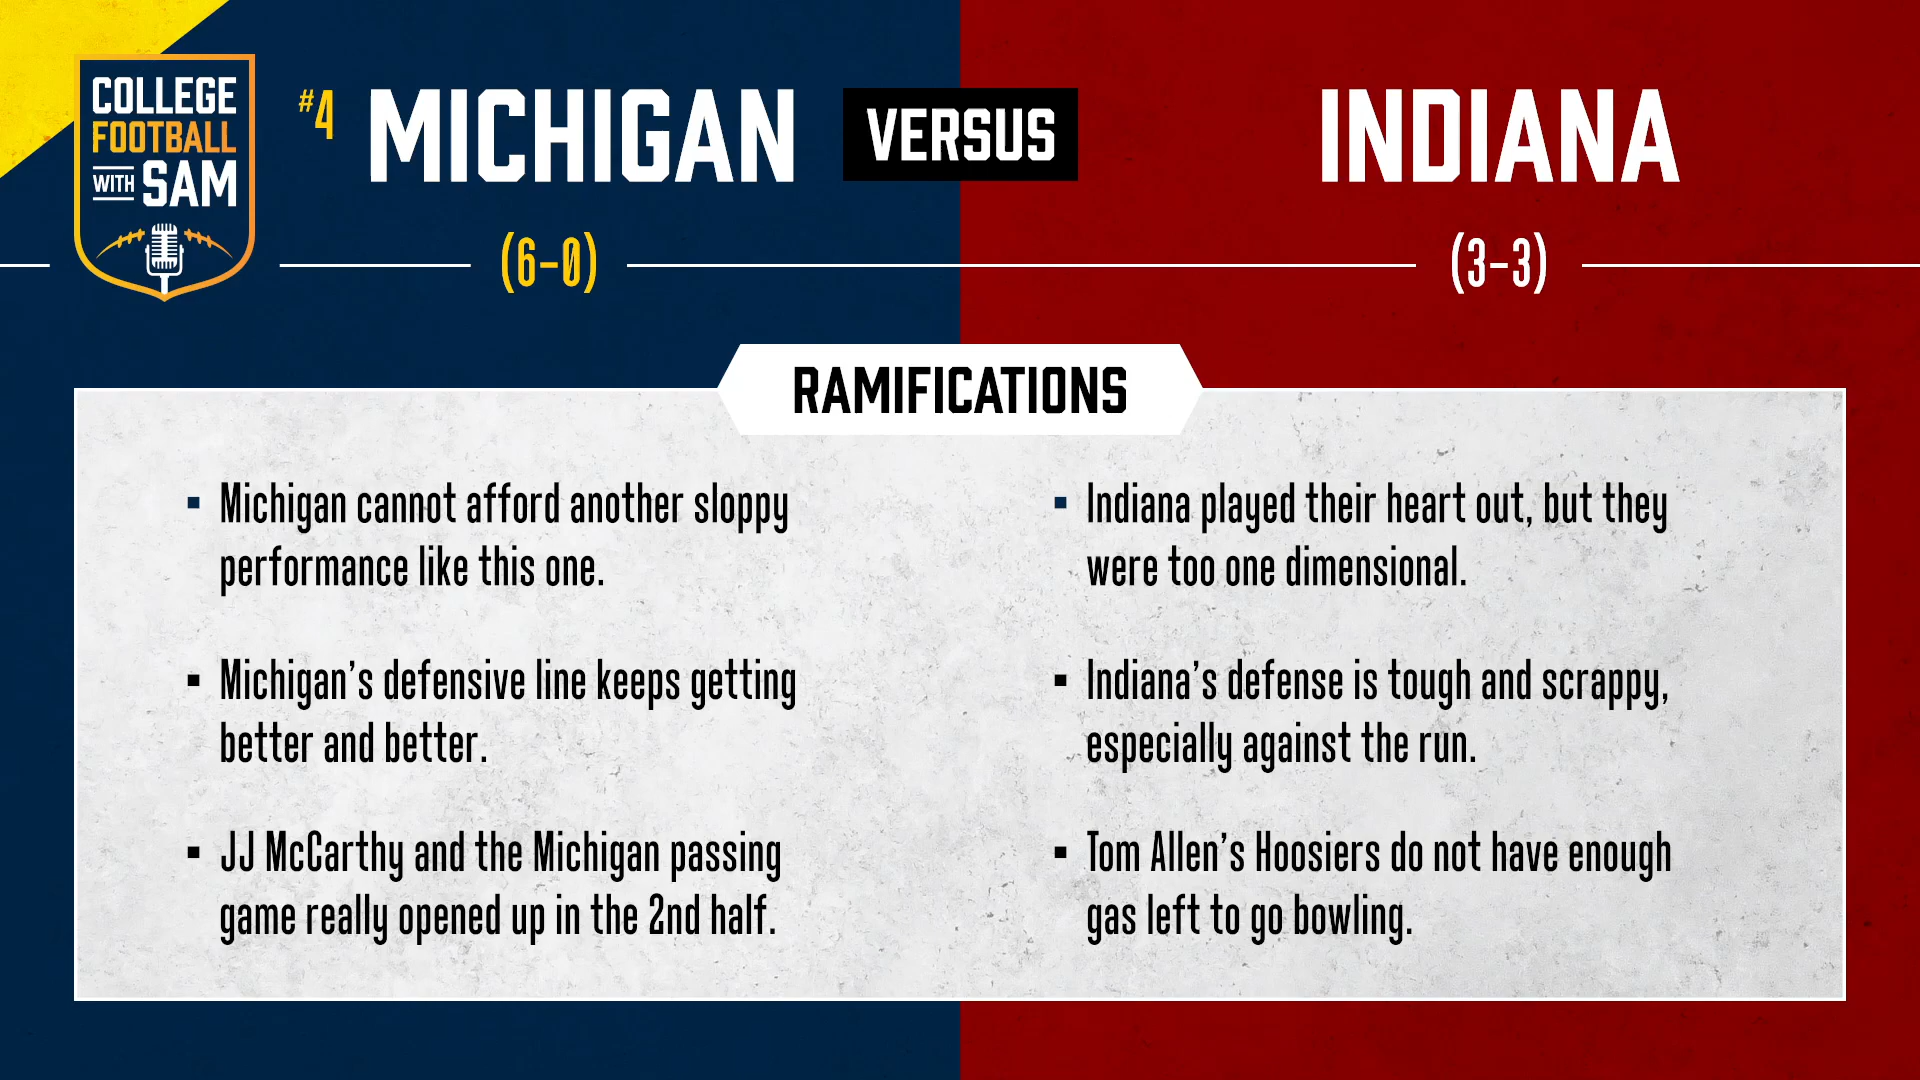 COLLEGE
FOOTBALL
WITH SAM
#4 MICHIGAN
VERSUS
INDIANA
(6-0)
(3-3)
RAMIFICATIONS
▪ Michigan cannot afford another sloppy
performance like this one.
▪ Michigan's defensive line keeps getting
better and better.
▪ JJ McCarthy and the Michigan passing
game really opened up in the 2nd half.
▪ Indiana played their heart out, but they
were too one dimensional.
▪ Indiana's defense is tough and scrappy,
especially against the run.
▪ Tom Allen's Hoosiers do not have enough
gas left to go bowling.